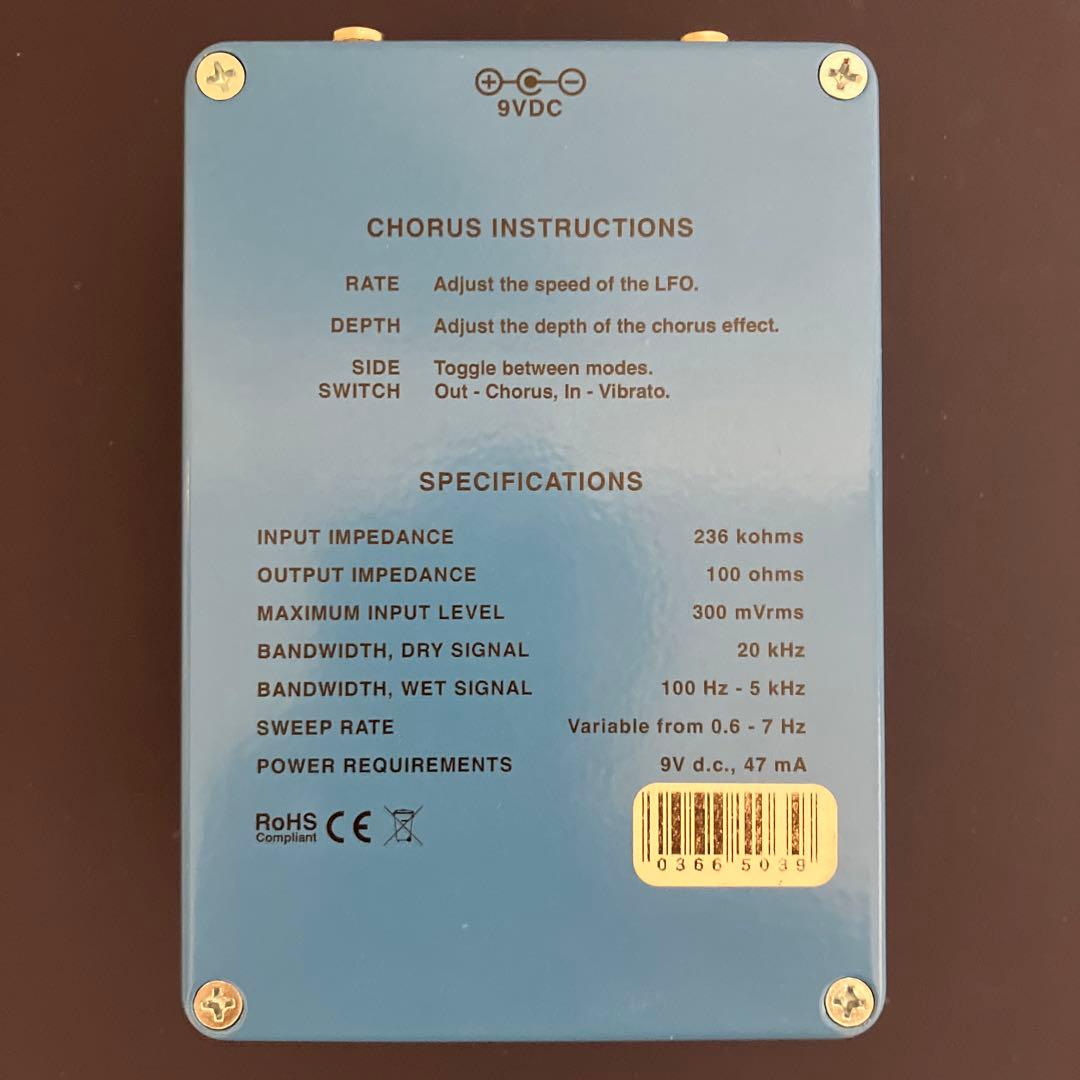 9VDC
CHORUS INSTRUCTIONS
RATE Adjust the speed of the LFO.
DEPTH Adjust the depth of the chorus effect.
SIDE Toggle between modes.
SWITCH Out - Chorus, In - Vibrato.
SPECIFICATIONS
INPUT IMPEDANCE 236 kohms
OUTPUT IMPEDANCE 100 ohms
MAXIMUM INPUT LEVEL 300 mVrms
BANDWIDTH, DRY SIGNAL 20 kHz
BANDWIDTH, WET SIGNAL 100 Hz - 5 kHz
SWEEP RATE Variable from 0.6 - 7 Hz
POWER REQUIREMENTS 9V d.c., 47 mA
RoHS CE
Compliant
0366 5039